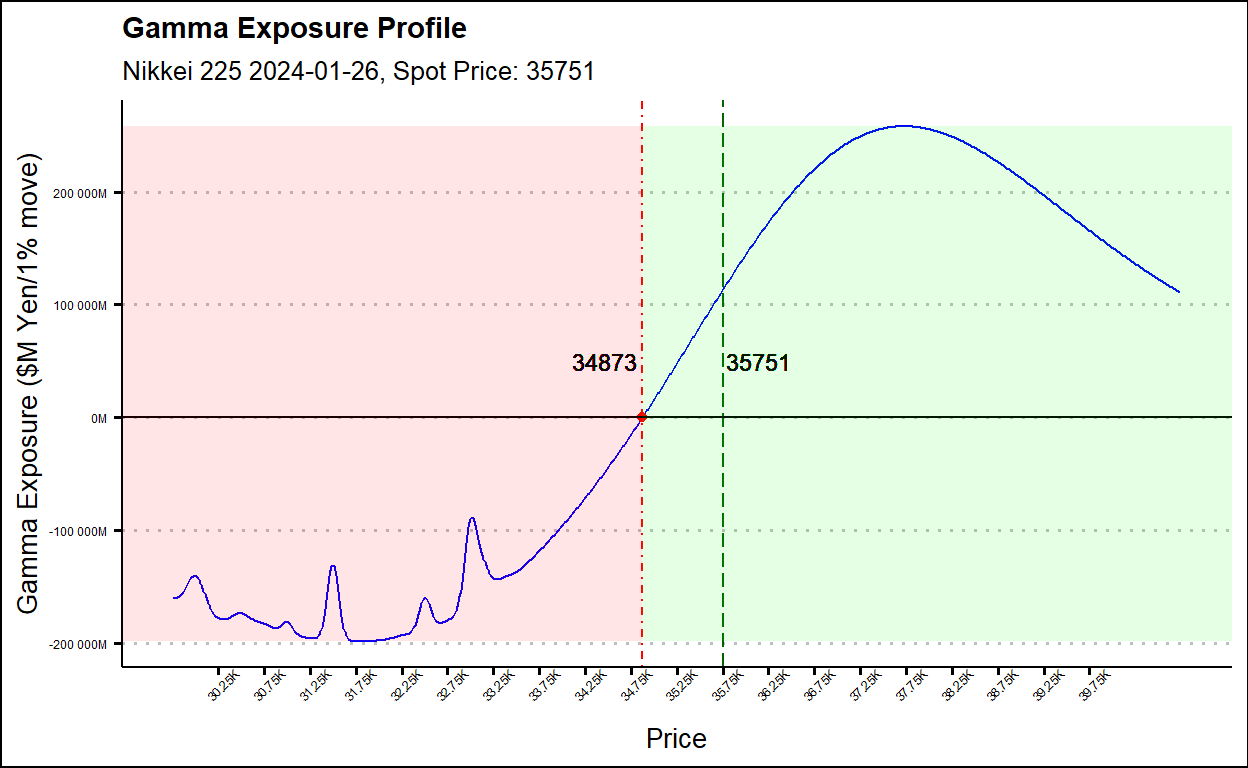 Gamma Exposure Profile
Nikkei 225 2024-01-26, Spot Price: 35751
Gamma Exposure ($M Yen/1% move)
200 000M
100 000M
0M
-100 000M
-200 000M
34873
35751
30.25K 30.75K 31.25K 31.75K 32.25K 32.75K 33.25K 33.75K 34.25K 34.75K 35.25K 35.75K 36.25K 36.75K 37.25K 37.75K 38.25K 38.75K 39.25K 39.75K
Price